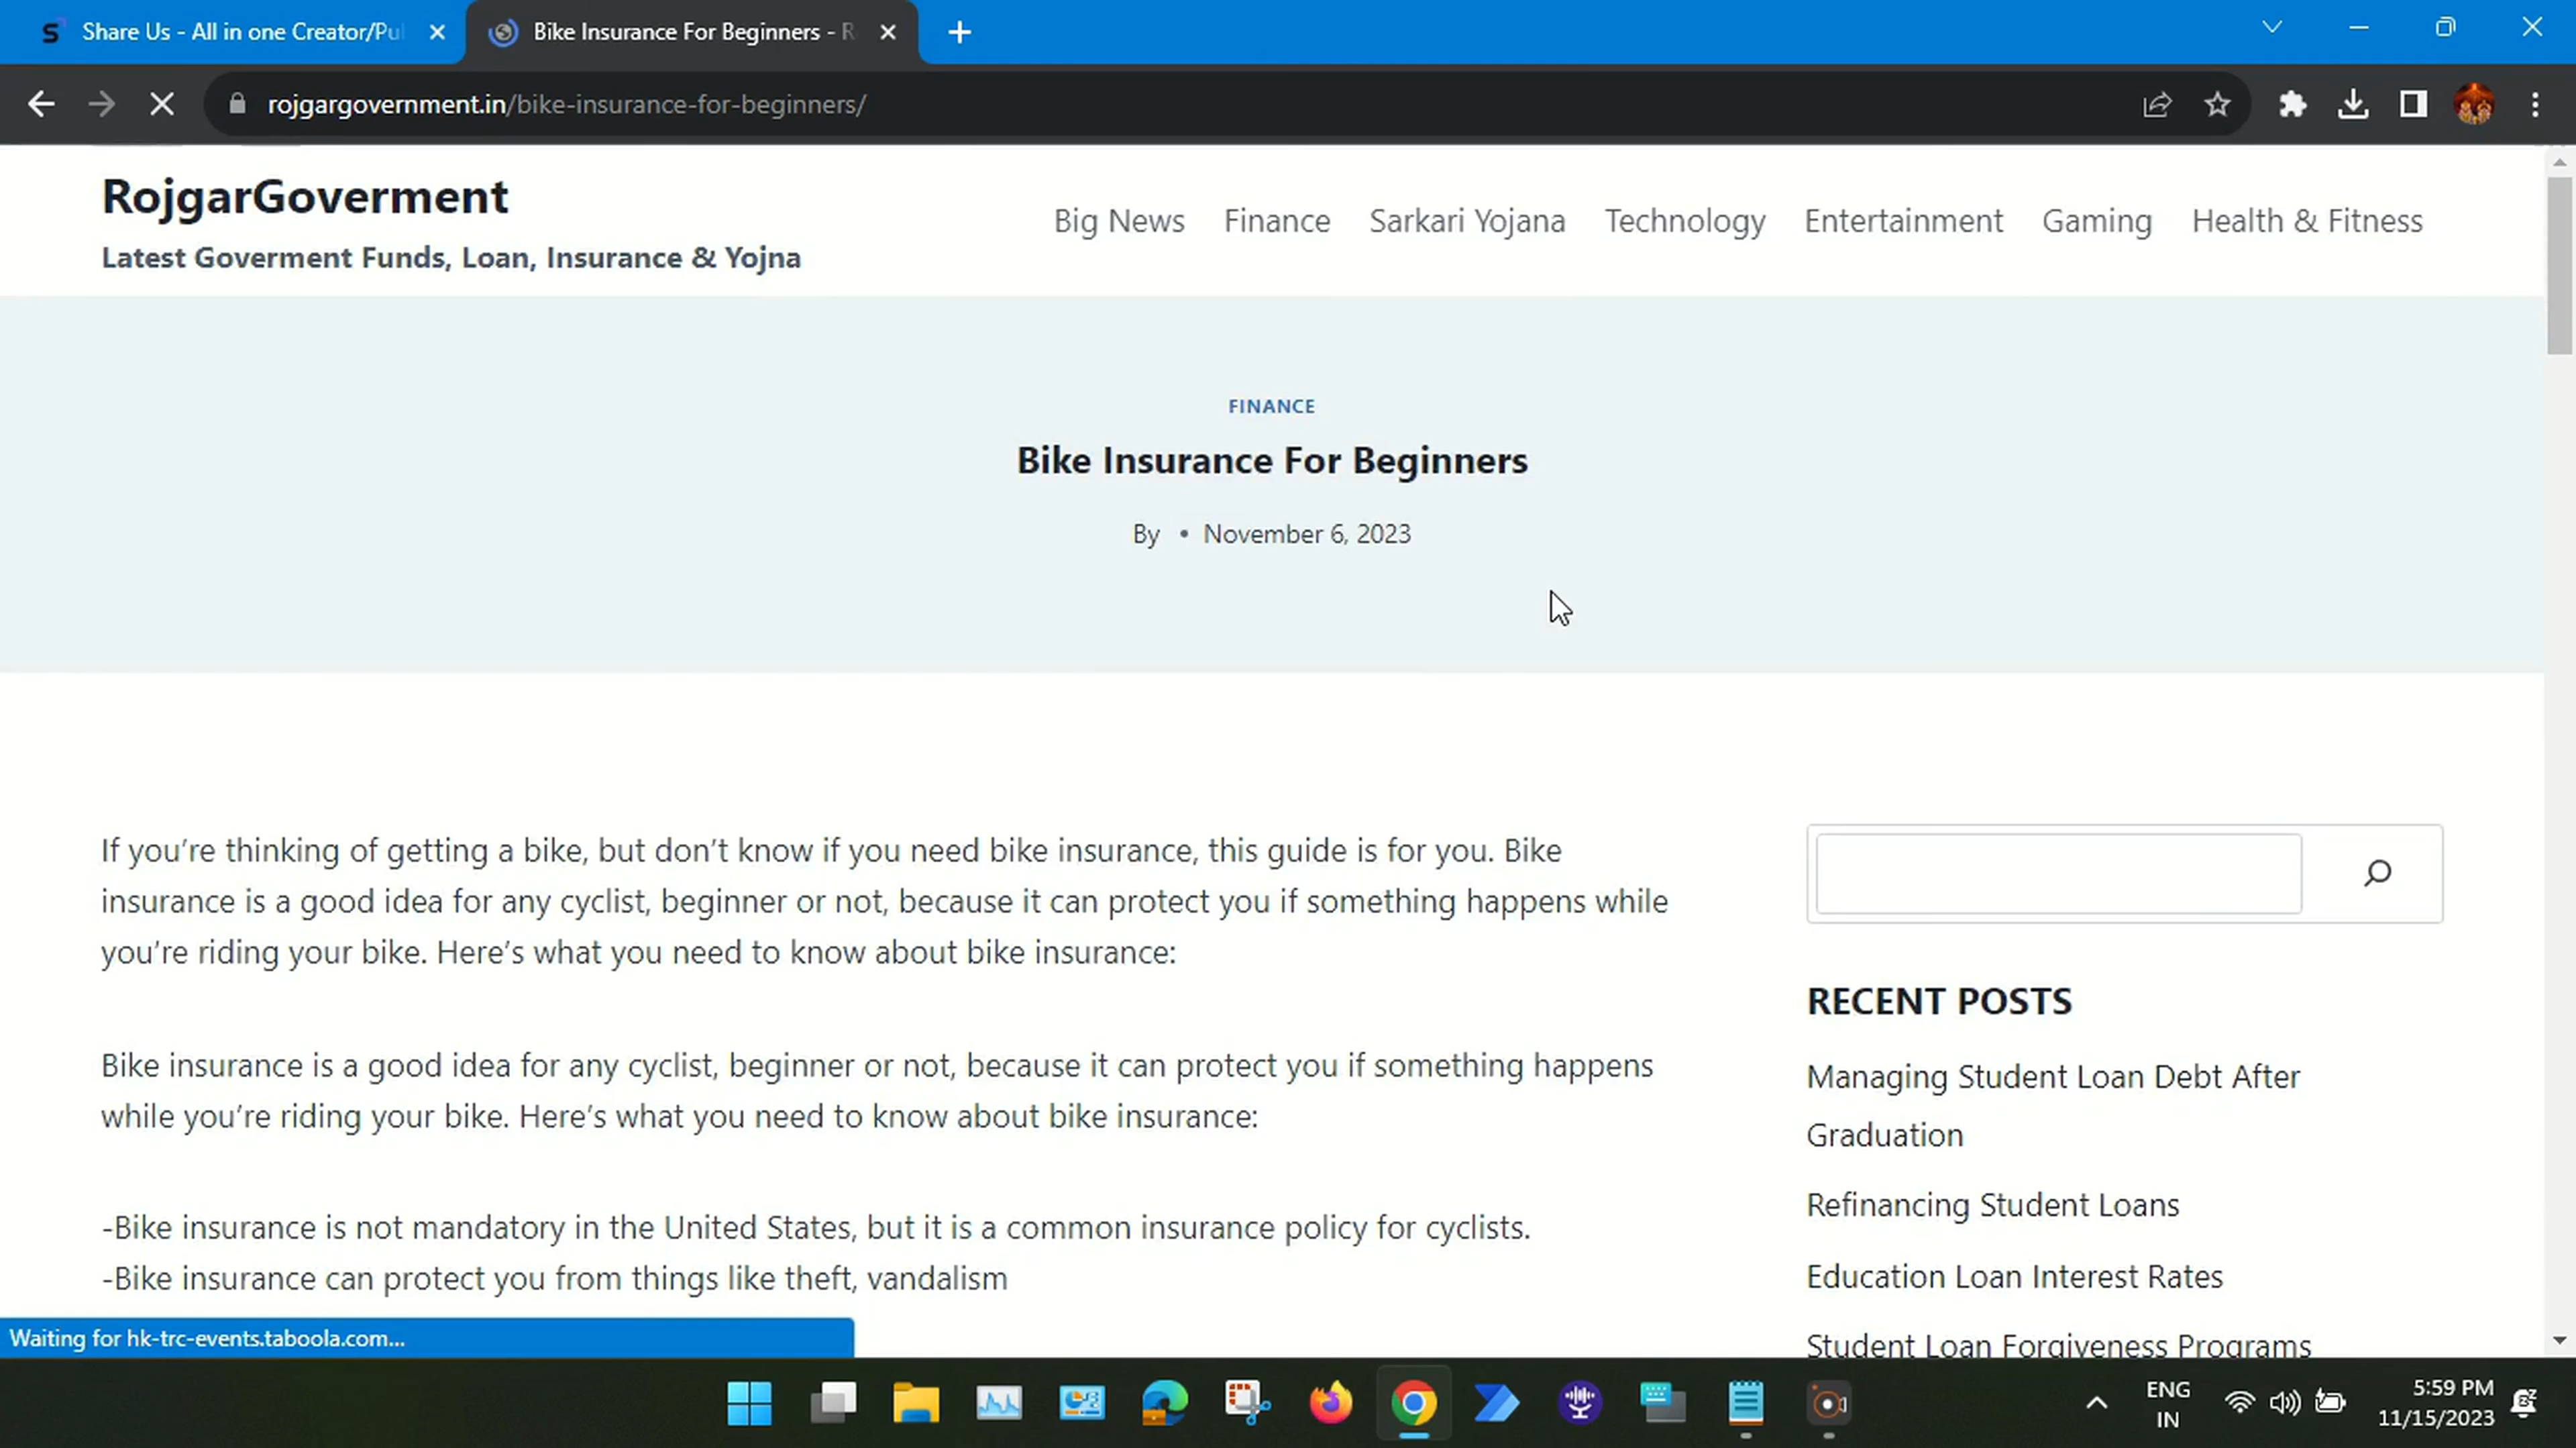 Share Us - All in one Creator/Pu
Bike Insurance For Beginners - R
rojgargovernment.in/bike-insurance-for-beginners/
RojgarGoverment
Latest Goverment Funds, Loan, Insurance & Yojna
Big News Finance Sarkari Yojana Technology Entertainment Gaming Health & Fitness
FINANCE
Bike Insurance For Beginners
By • November 6, 2023
If you’re thinking of getting a bike, but don’t know if you need bike insurance, this guide is for you. Bike
insurance is a good idea for any cyclist, beginner or not, because it can protect you if something happens while
you’re riding your bike. Here’s what you need to know about bike insurance:
Bike insurance is a good idea for any cyclist, beginner or not, because it can protect you if something happens
while you’re riding your bike. Here’s what you need to know about bike insurance:
-Bike insurance is not mandatory in the United States, but it is a common insurance policy for cyclists.
-Bike insurance can protect you from things like theft, vandalism
RECENT POSTS
Managing Student Loan Debt After
Graduation
Refinancing Student Loans
Education Loan Interest Rates
Student Loan Forgiveness Programs
Waiting for hk-trc-events.taboola.com...
ENG
IN
5:59 PM
11/15/2023